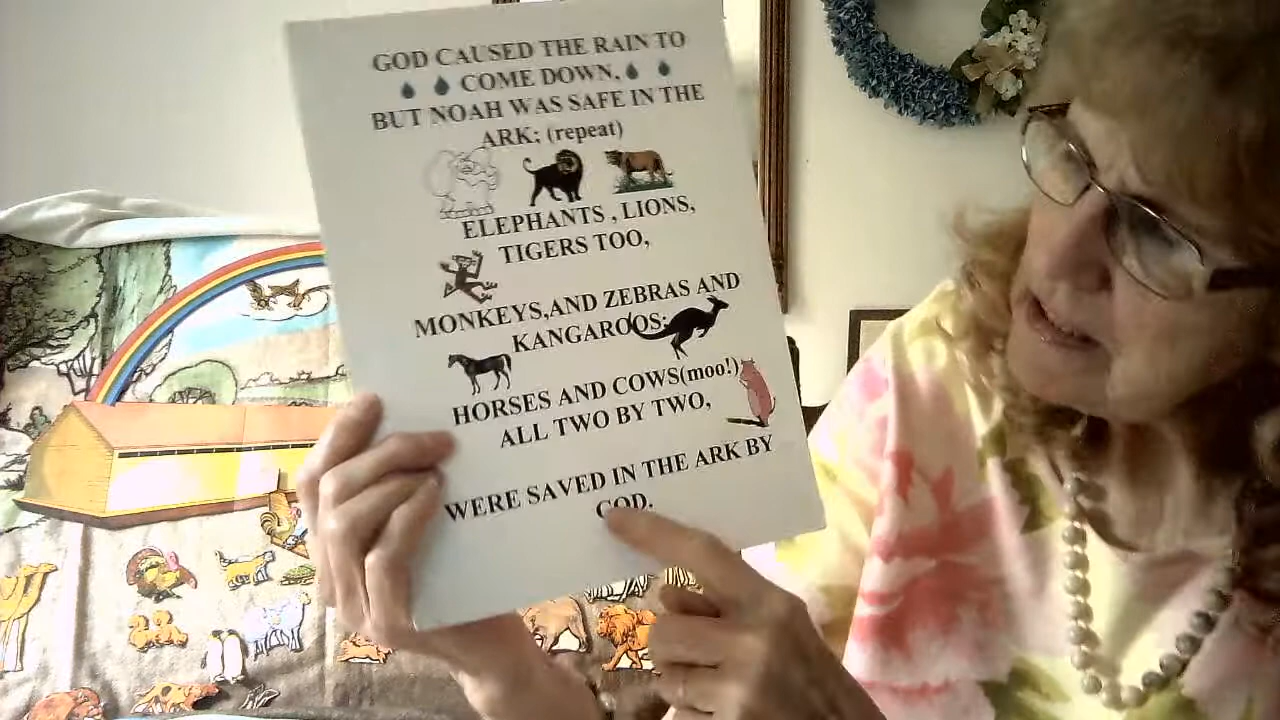 GOD CAUSED THE RAIN TO
COME DOWN,
BUT NOAH WAS SAFE IN THE
ARK; (repeat)
ELEPHANTS , LIONS,
TIGERS TOO,
MONKEYS,AND ZEBRAS AND
KANGAROOS;
HORSES AND COWS(moo!)
ALL TWO BY TWO,
WERE SAVED IN THE ARK BY
GOD.